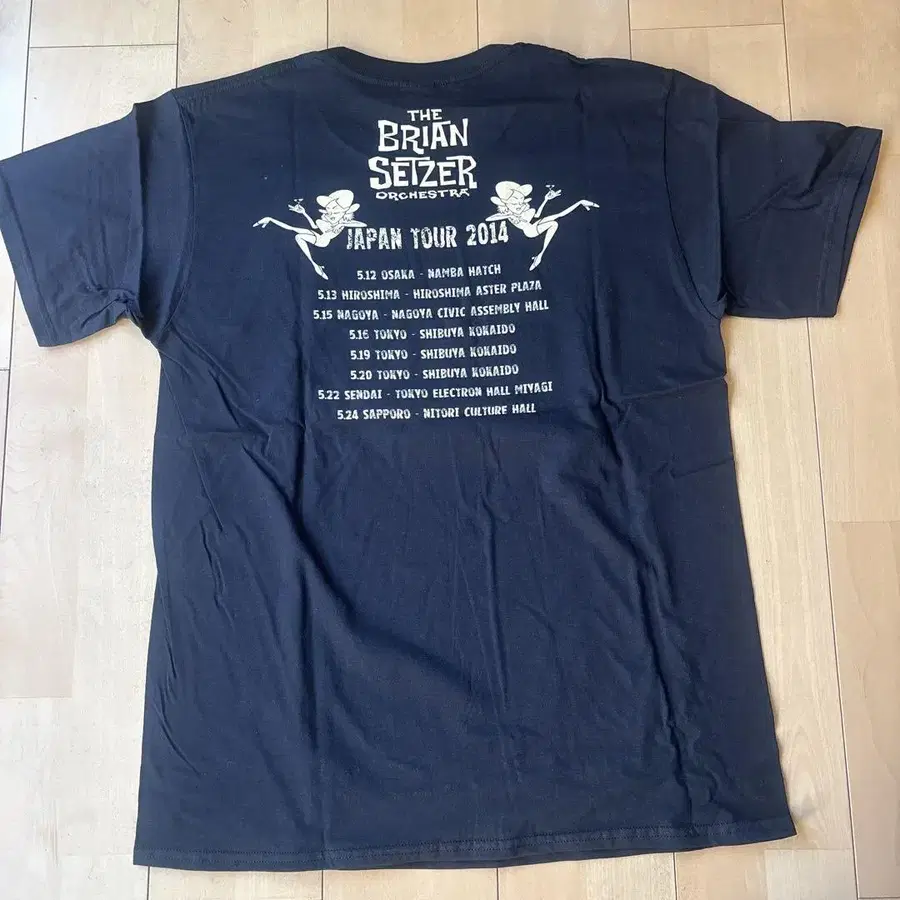 THE
BRIAN
SETZER
ORCHESTRA
JAPAN TOUR 2014
5.12 OSAKA - NAMBA HATCH
5.13 HIROSHIMA - HIROSHIMA ASTER PLAZA
5.15 NAGOYA - NAGOYA CIVIC ASSEMBLY HALL
5.16 TOKYO - SHIBUYA KOKAIDO
5.19 TOKYO - SHIBUYA KOKAIDO
5.20 TOKYO - SHIBUYA KOKAIDO
5.22 SENDAI - TOKYO ELECTRON HALL MIYAGI
5.24 SAPPORO - NITORI CULTURE HALL